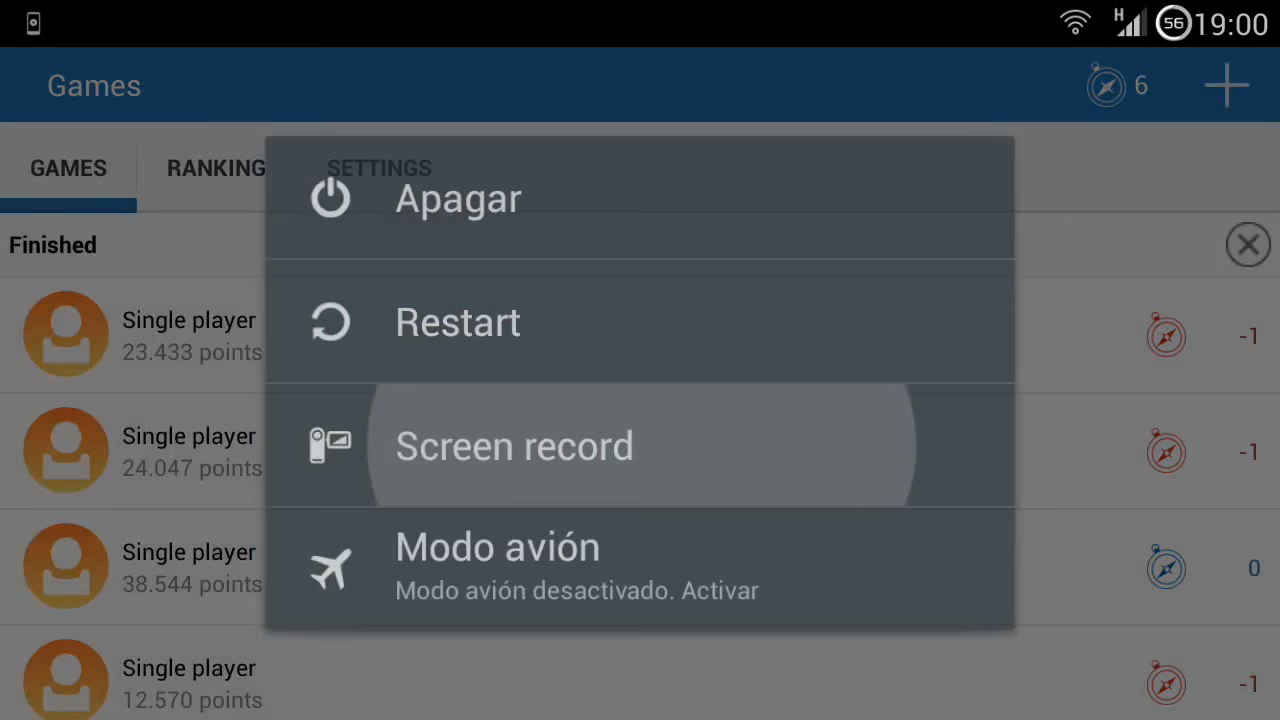 H 56 19:00
Games 6
GAMES RANKING SETTINGS
Apagar
Finished
Single player
23.433 points
-1
Restart
Single player
24.047 points
-1
Screen record
Single player
38.544 points
0
Modo avión
Modo avión desactivado. Activar
Single player
12.570 points
-1